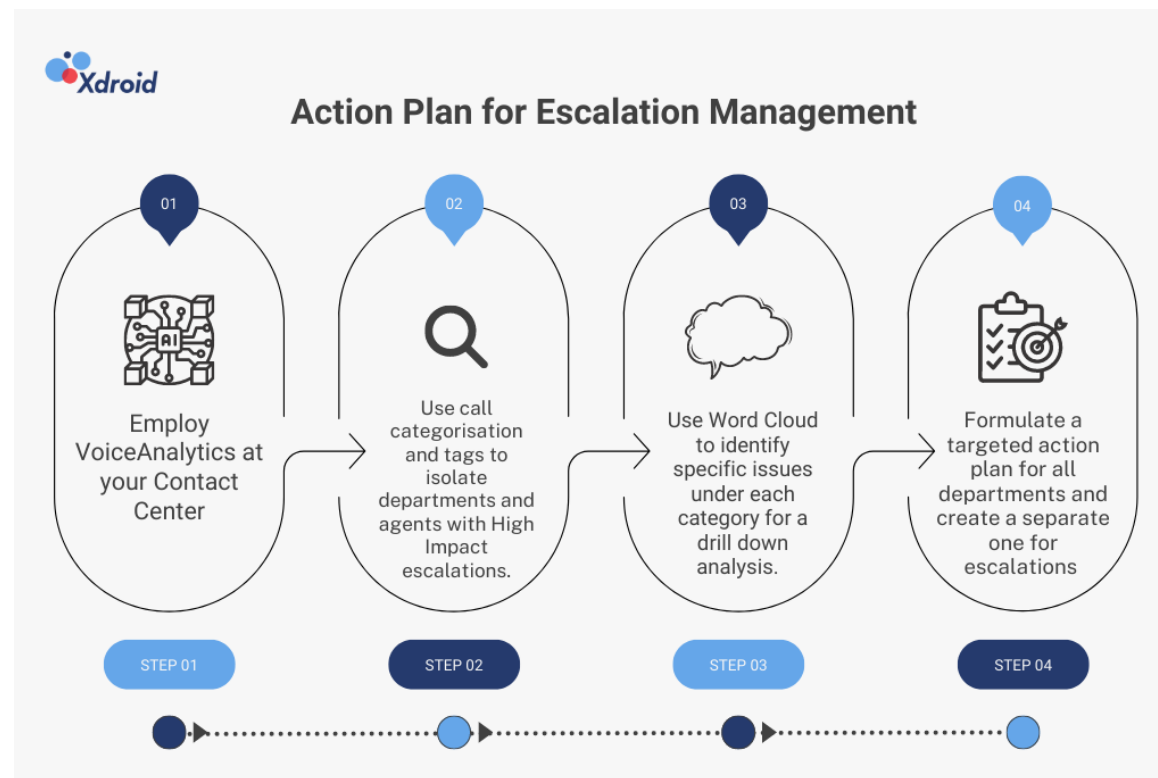 Xdroid
Action Plan for Escalation Management
01
AI
Employ
VoiceAnalytics at
your Contact
Center
STEP 01
02
Use call
categorisation
and tags to
isolate
departments and
agents with High
Impact
escalations.
STEP 02
03
Use Word Cloud
to identify
specific issues
under each
category for a
drill down
analysis.
STEP 03
04
Formulate a
targeted action
plan for all
departments and
create a separate
one for
escalations
STEP 04